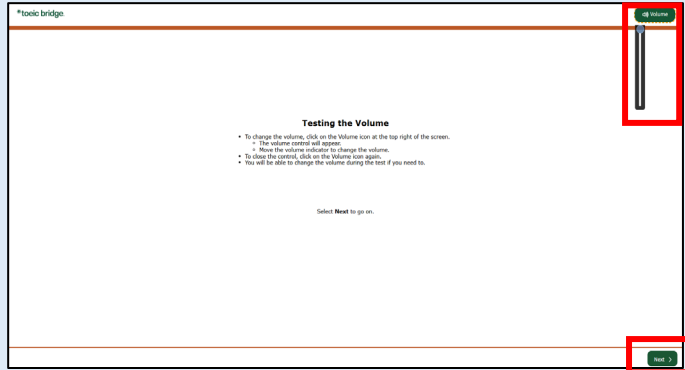 *toeic bridge.
Volume
Testing the Volume
• To change the volume, click on the Volume icon at the top right of the screen.
◦ The volume control will appear.
◦ Move the volume indicator to change the volume.
• To close the control, click on the Volume icon again.
• You will be able to change the volume during the test if you need to.
Select Next to go on.
Next >